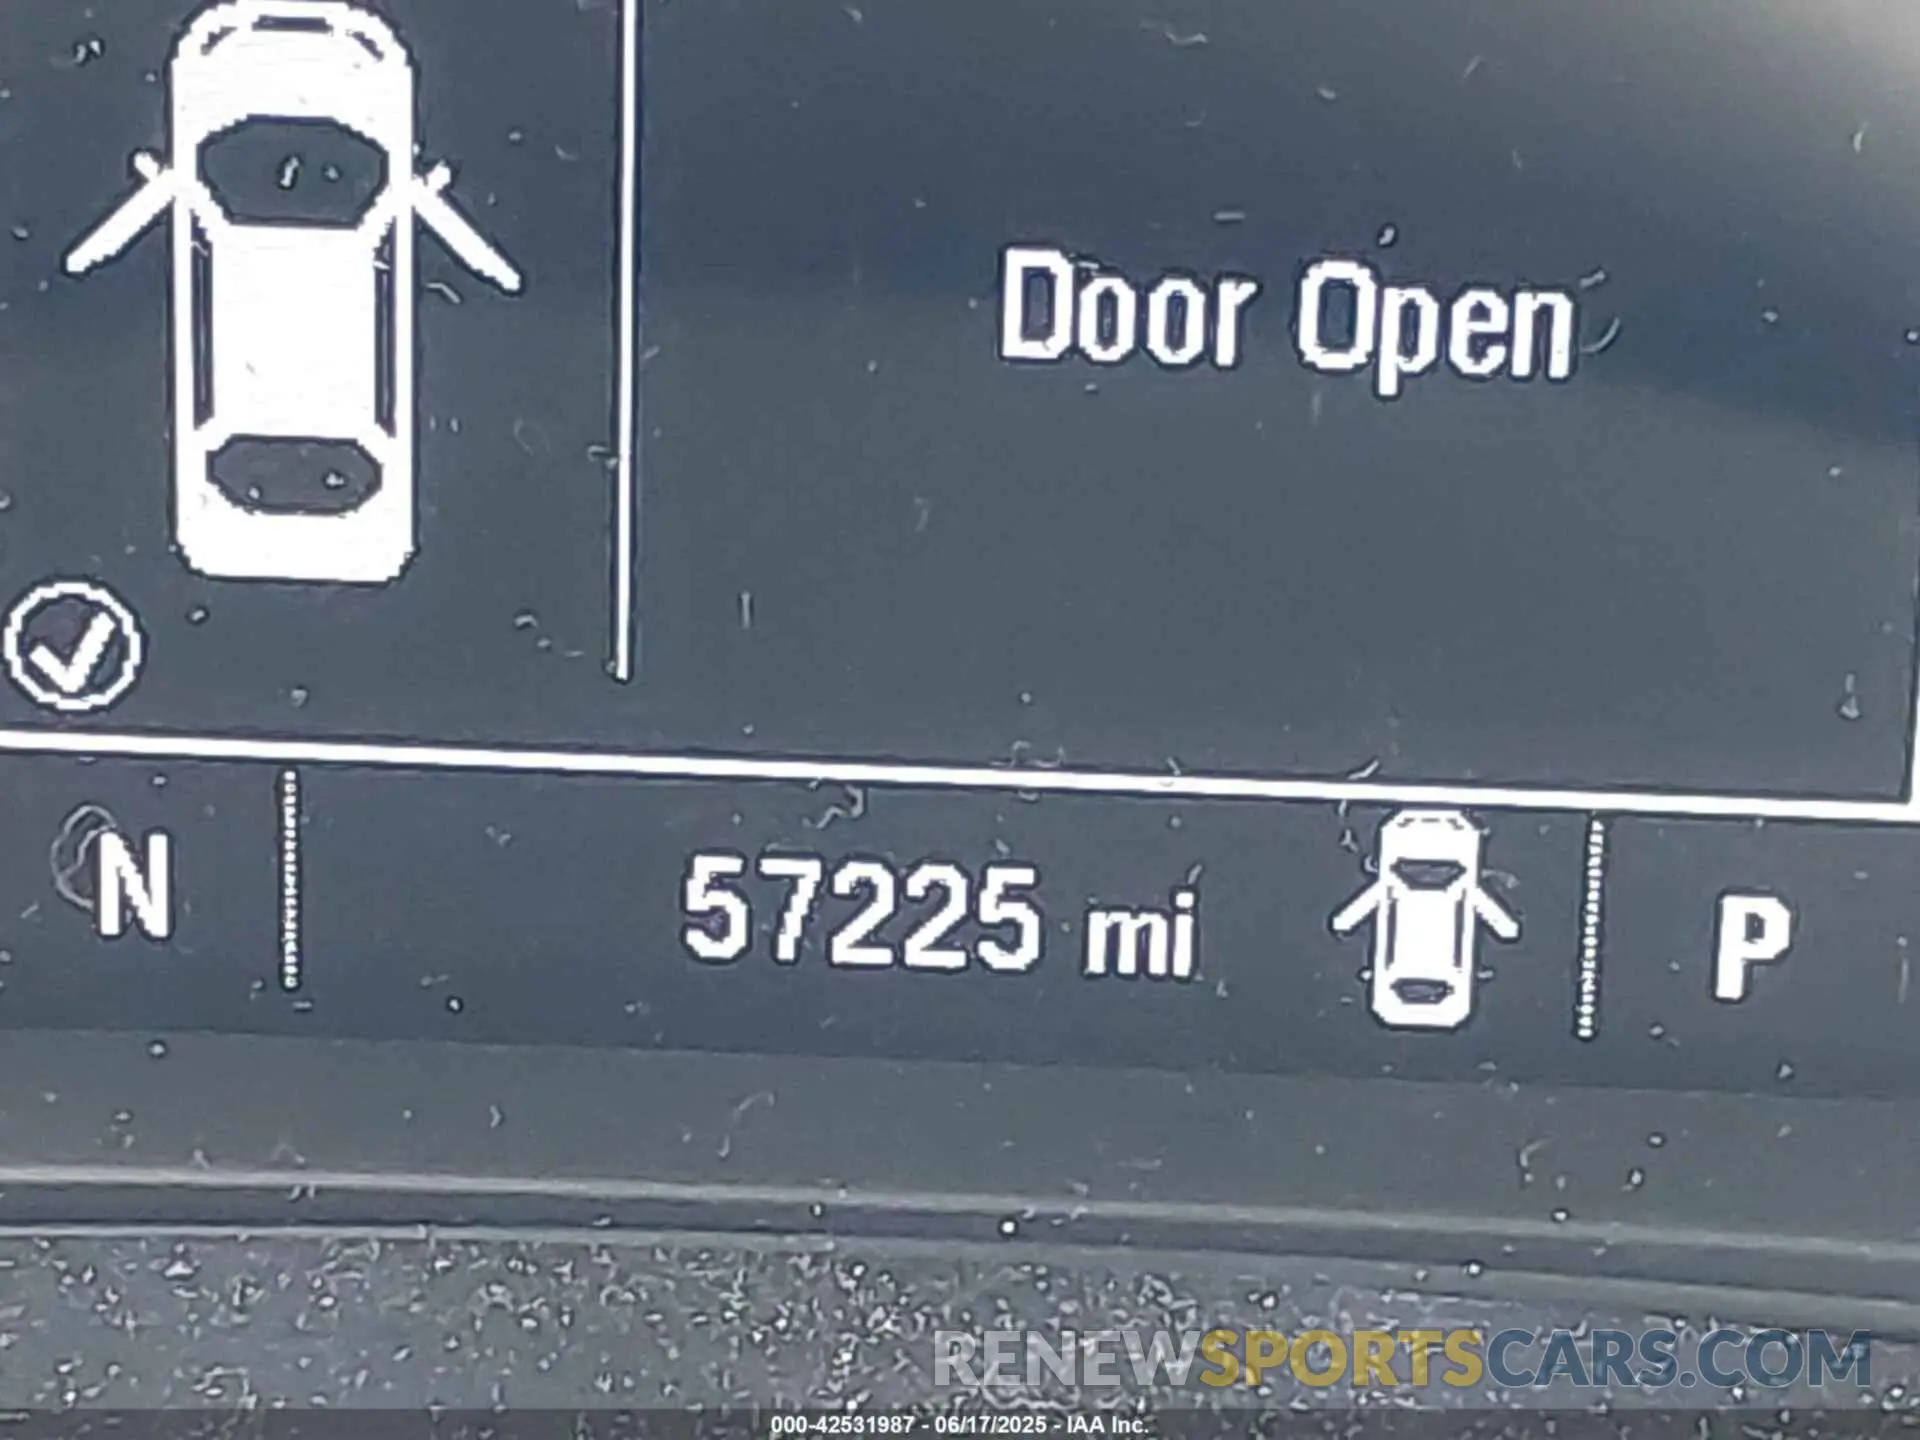 Door Open
N 57225 mi P
RENEWSPORTSCARS.COM
000-42531987 - 06/17/2025 - IAA Inc.